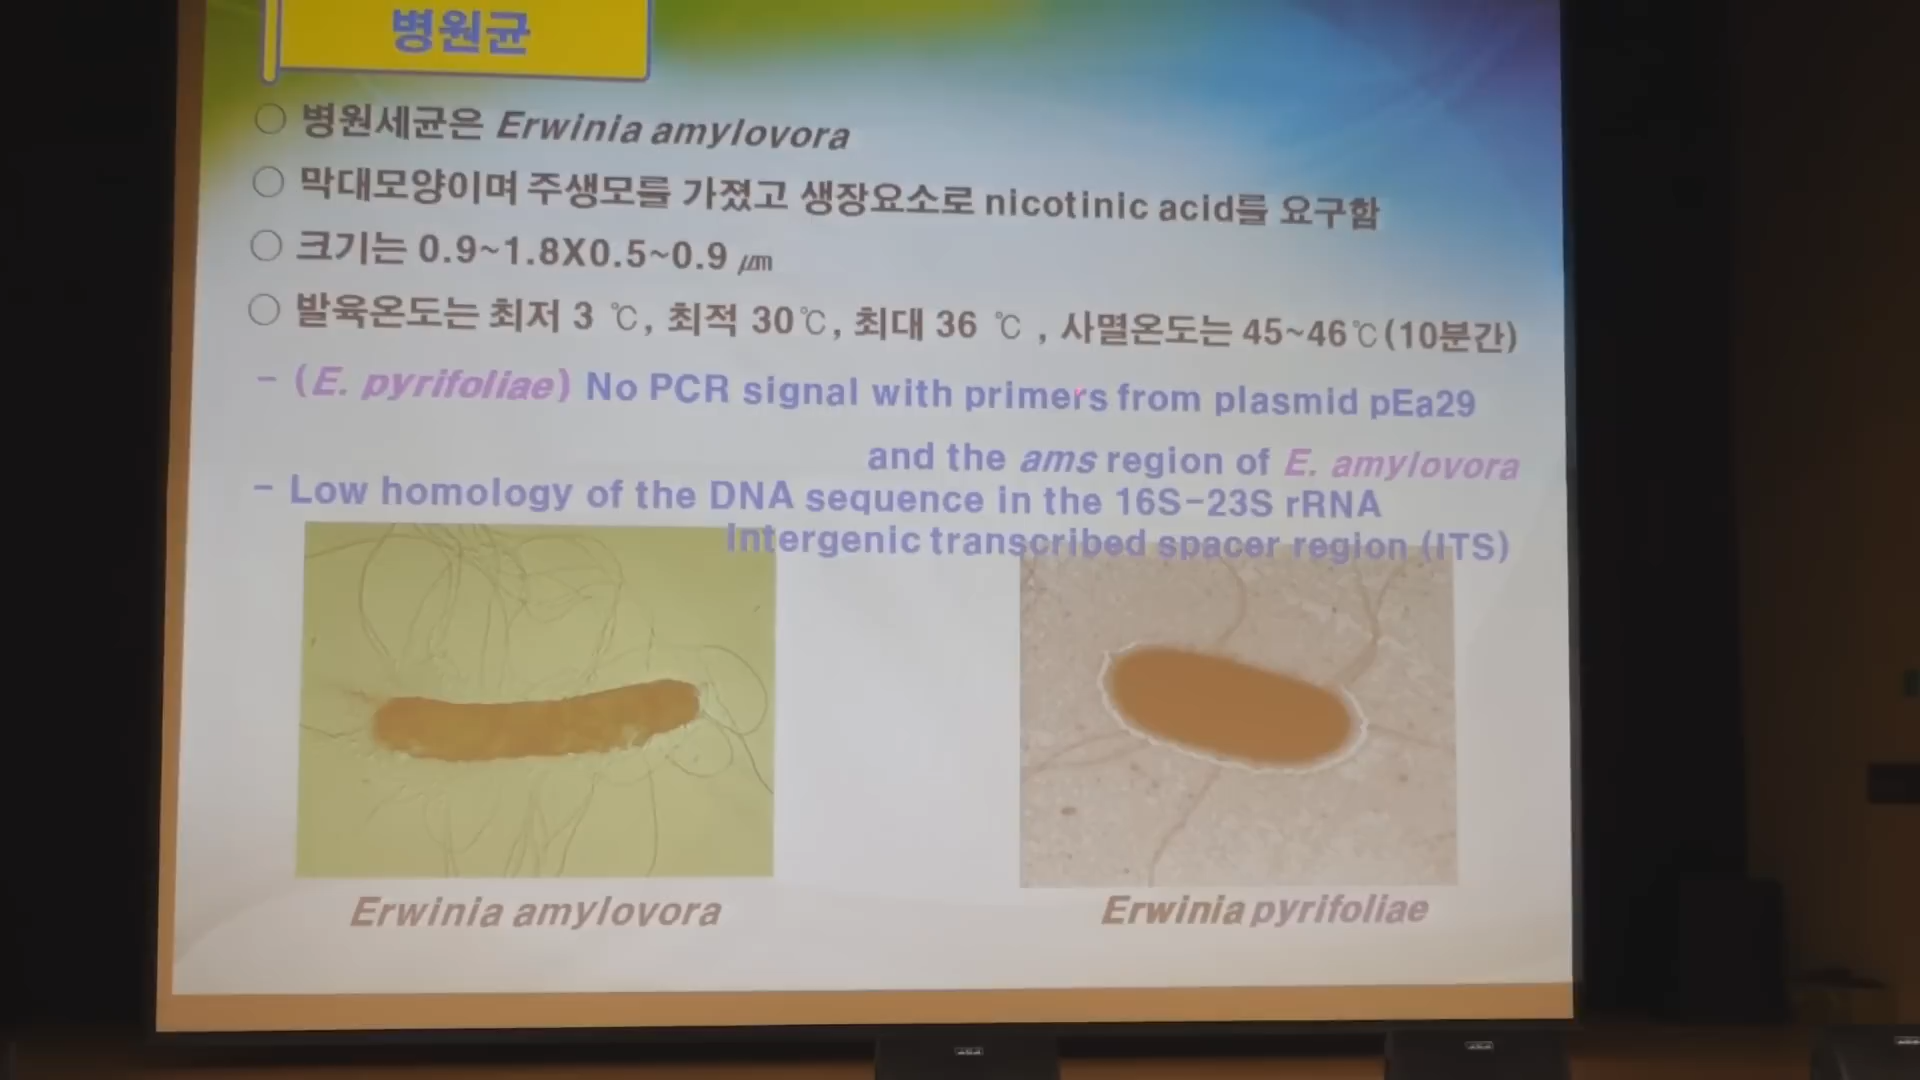 병원균
○ 병원세균은 Erwinia amylovora
○ 막대모양이며 주생모를 가졌고 생장요소로 nicotinic acid를 요구함
○ 크기는 0.9~1.8X0.5~0.9 ㎛
○ 발육온도는 최저 3 ℃, 최적 30℃, 최대 36 ℃ , 사멸온도는 45~46℃(10분간)
- (E. pyrifoliae) No PCR signal with primers from plasmid pEa29
and the ams region of E. amylovora
- Low homology of the DNA sequence in the 16S-23S rRNA
Intergenic transcribed spacer region (ITS)
Erwinia amylovora
Erwinia pyrifoliae